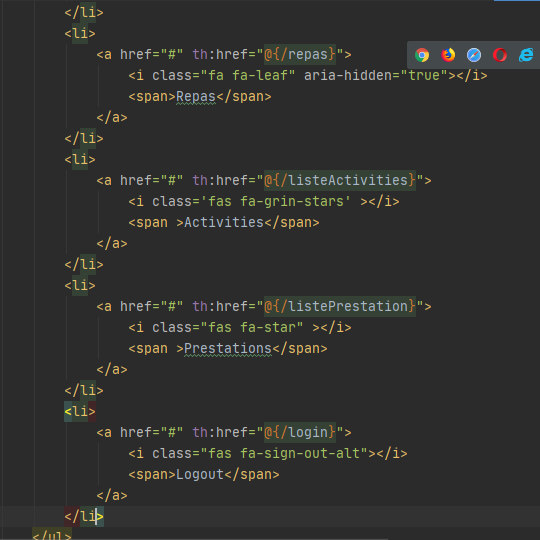 </li>
<li>
<a href="#" th:href="@{/repas}">
<i class="fa fa-leaf" aria-hidden="true"></i>
<span>Repas</span>
</a>
</li>
<li>
<a href="#" th:href="@{/listeActivities}">
<i class='fas fa-grin-stars' ></i>
<span >Activities</span>
</a>
</li>
<li>
<a href="#" th:href="@{/listePrestation}">
<i class="fas fa-star" ></i>
<span >Prestations</span>
</a>
</li>
<li>
<a href="#" th:href="@{/login}">
<i class="fas fa-sign-out-alt"></i>
<span>Logout</span>
</a>
</li>
</ul>